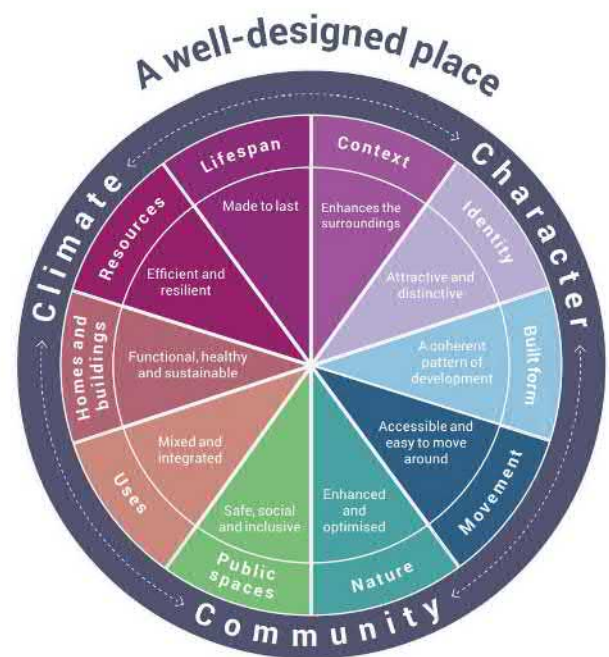 A well-designed place
Climate
Character
Community
Context
Enhances the
surroundings
Identity
Attractive and
distinctive
Built form
A coherent
pattern of
development
Movement
Accessible and
easy to move
around
Nature
Enhanced
and
optimised
Public
spaces
Safe, social
and inclusive
Uses
Mixed and
integrated
Homes and
buildings
Functional, healthy
and sustainable
Resources
Efficient and
resilient
Lifespan
Made to last